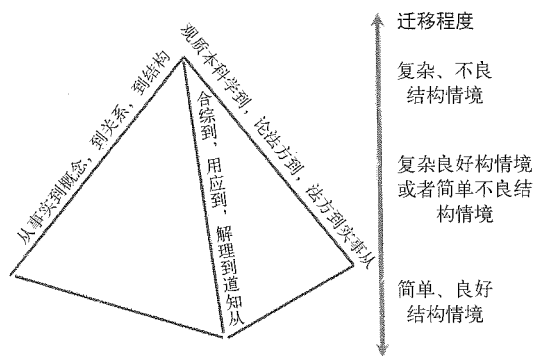 从事实到概念，到关系，到结构
从知道到理解，到应用，到综合
从事实到方法，到方法论，到学科本质观
迁移程度
复杂、不良
结构情境
复杂良好构情境
或者简单不良结
构情境
简单、良好
结构情境